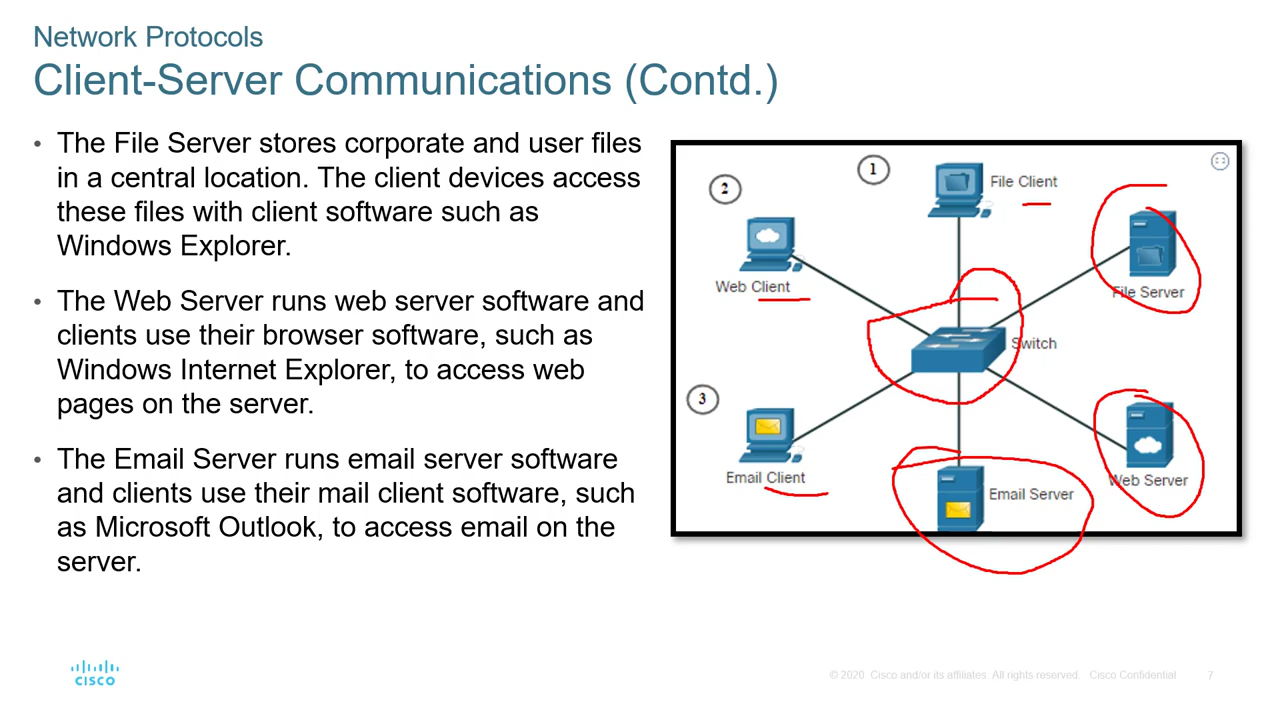 Network Protocols
Client-Server Communications (Contd.)
• The File Server stores corporate and user files
in a central location. The client devices access
these files with client software such as
Windows Explorer.
• The Web Server runs web server software and
clients use their browser software, such as
Windows Internet Explorer, to access web
pages on the server.
• The Email Server runs email server software
and clients use their mail client software, such
as Microsoft Outlook, to access email on the
server.
1
File Client
2
Web Client
File Server
Switch
3
Email Client
Email Server
Web Server
CISCO
© 2020 Cisco and/or its affiliates. All rights reserved. Cisco Confidential
7